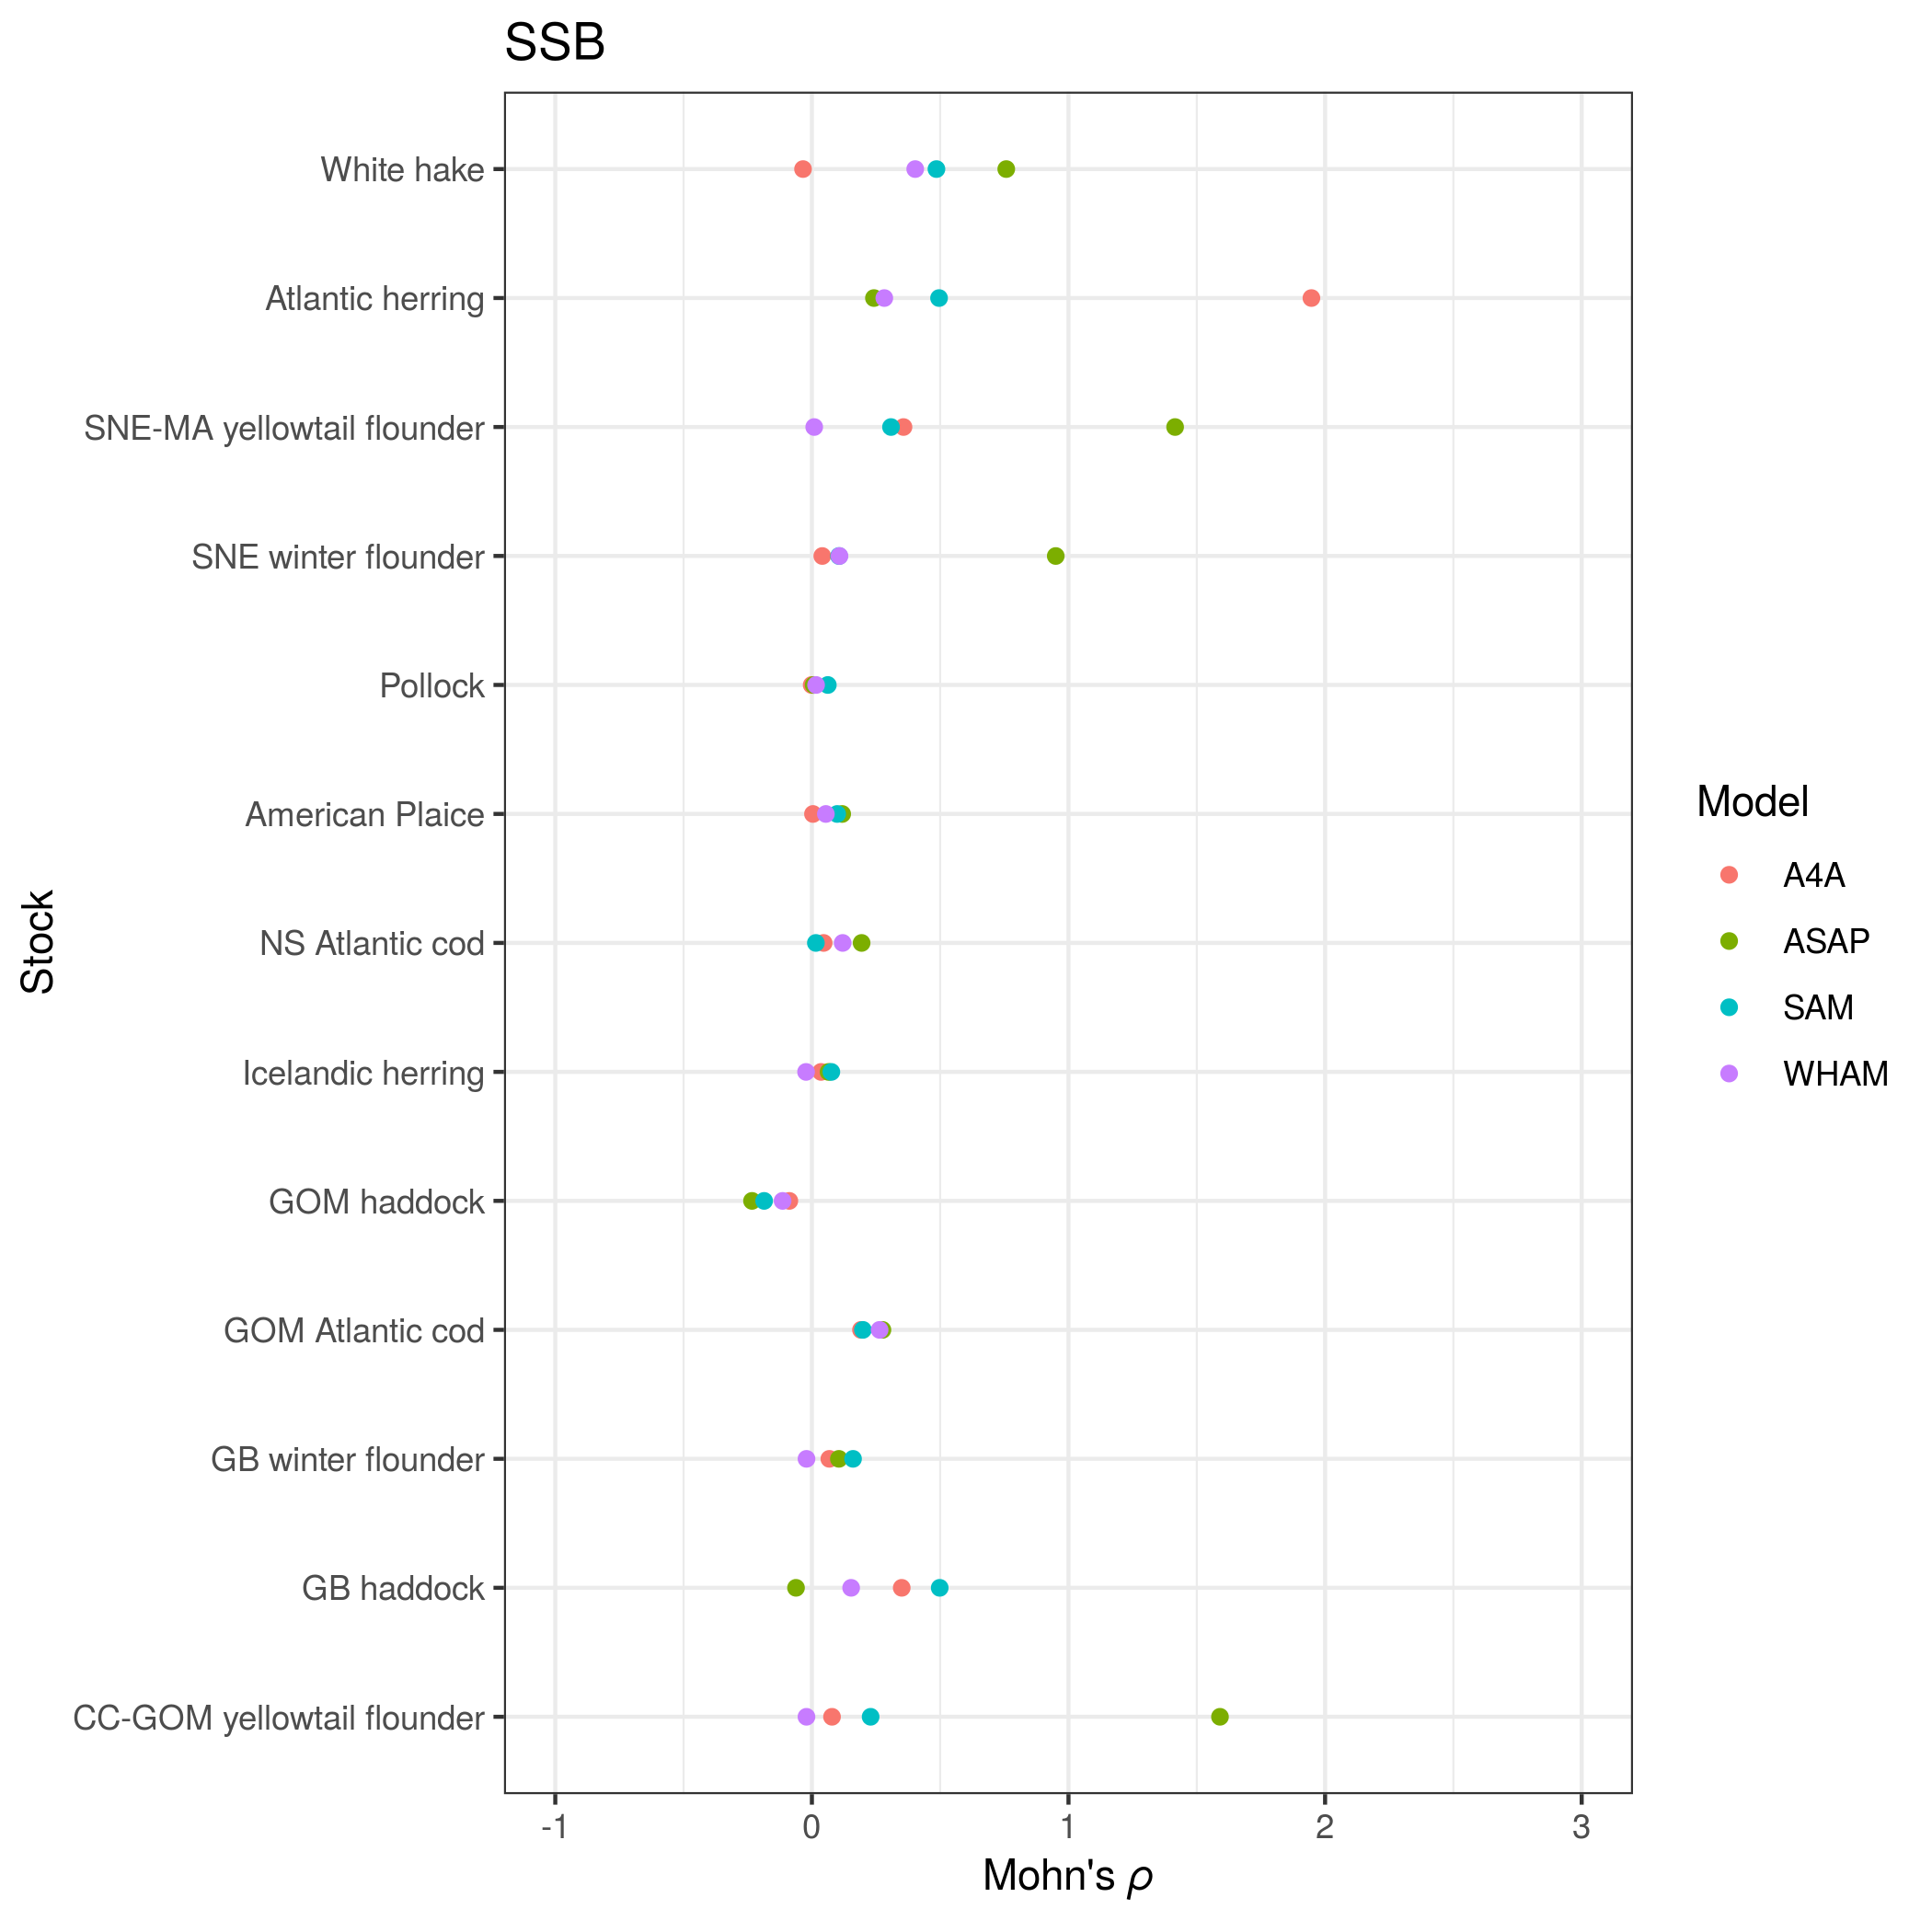 SSB
White hake
Atlantic herring
SNE-MA yellowtail flounder
SNE winter flounder
Pollock
American Plaice
NS Atlantic cod
Icelandic herring
GOM haddock
GOM Atlantic cod
GB winter flounder
GB haddock
CC-GOM yellowtail flounder
Stock
-1 0 1 2 3
Mohn's ρ
Model
A4A
ASAP
SAM
WHAM